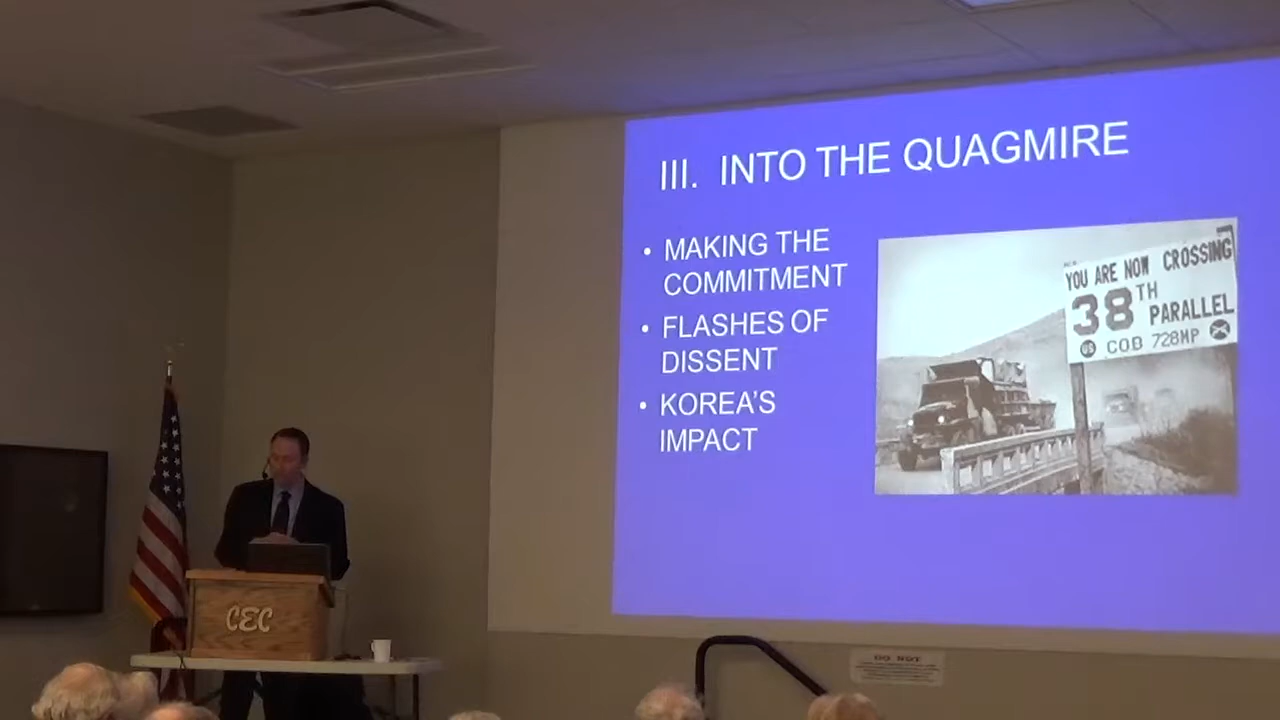 III. INTO THE QUAGMIRE
• MAKING THE
COMMITMENT
• FLASHES OF
DISSENT
• KOREA'S
IMPACT
YOU ARE NOW CROSSING
38TH
PARALLEL
US COB 728MP
CEC
DO NOT